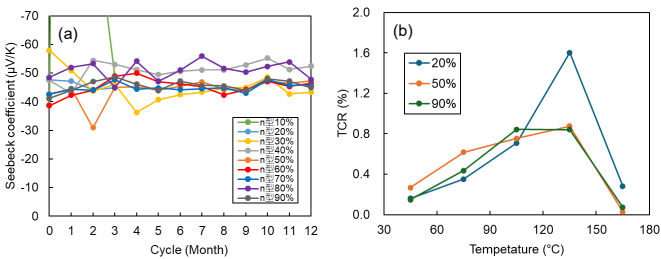 (a)
Seebeck coefficient (μV/K)
-70
-60
-50
-40
-30
-20
-10
0
n型10%
n型20%
n型30%
n型40%
n型50%
n型60%
n型70%
n型80%
n型90%
0 1 2 3 4 5 6 7 8 9 10 11 12
Cycle (Month)
(b)
TCR (%)
2.0
1.6
1.2
0.8
0.4
0.0
20%
50%
90%
30 60 90 120 150 180
Tempetature (°C)